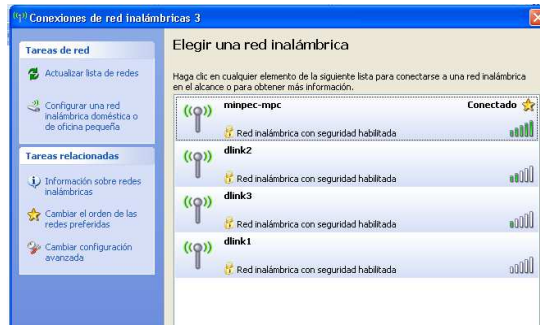 Conexiones de red inalámbricas 3
Tareas de red
Actualizar lista de redes
Configurar una red
inalámbrica doméstica o
de oficina pequeña
Tareas relacionadas
Información sobre redes
inalámbricas
Cambiar el orden de las
redes preferidas
Cambiar configuración
avanzada
Elegir una red inalámbrica
Haga clic en cualquier elemento de la siguiente lista para conectarse a una red inalámbrica
en el alcance o para obtener más información.
minpec-mpc Conectado
Red inalámbrica con seguridad habilitada
dlink2
Red inalámbrica con seguridad habilitada
dlink3
Red inalámbrica con seguridad habilitada
dlink1
Red inalámbrica con seguridad habilitada